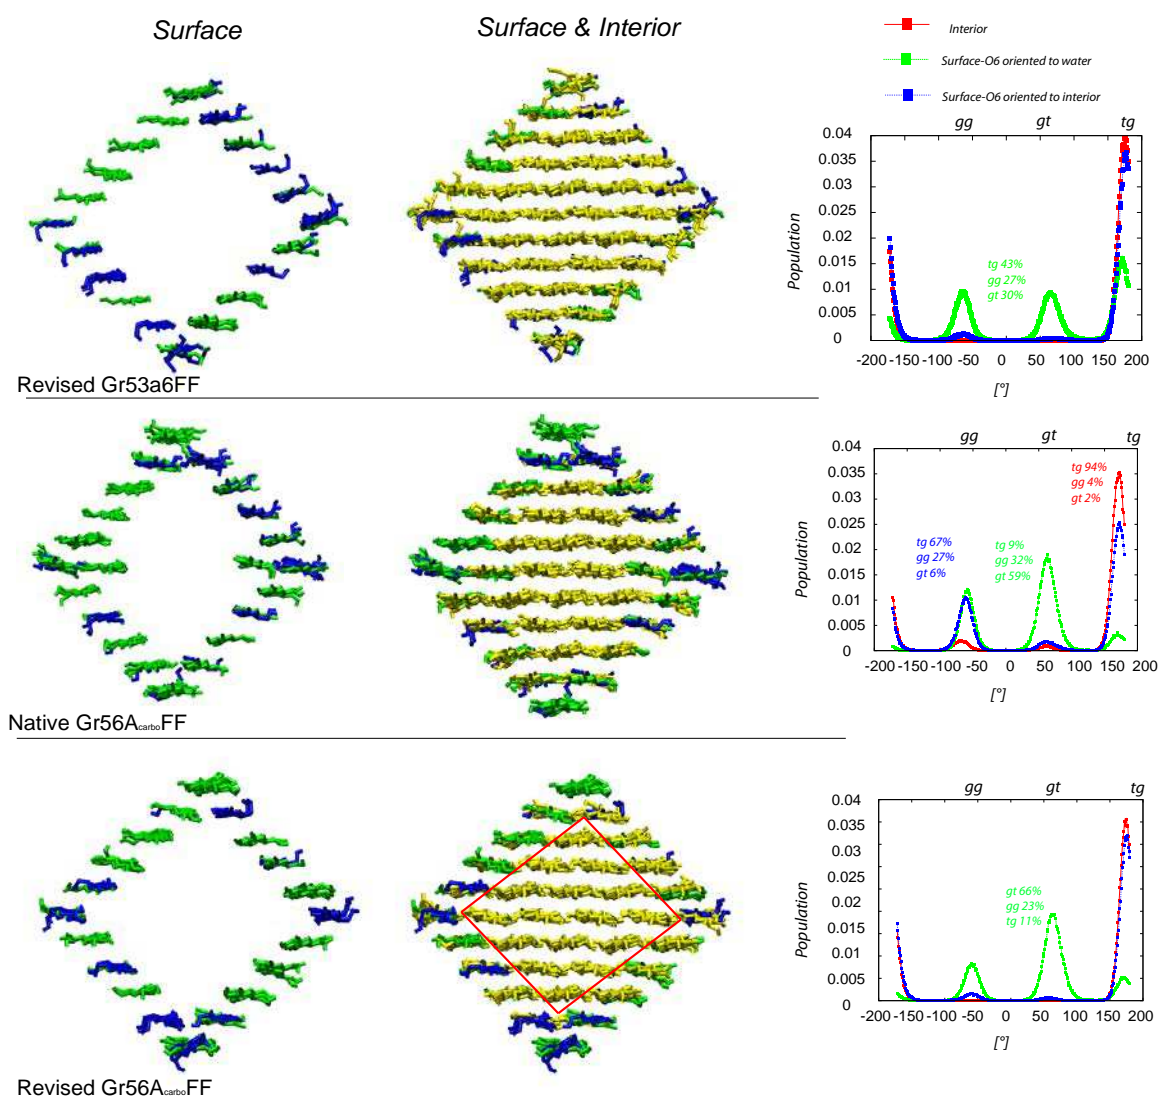 Surface
Surface & Interior
Interior
Surface-O6 oriented to water
Surface-O6 oriented to interior
gg gt tg
0.04
0.035
0.03
0.025
0.02
0.015
0.01
0.005
0
Population
tg 43%
gg 27%
gt 30%
-200 -150 -100 -50 0 50 100 150 200
[°]
Revised Gr53a6FF
gg gt tg
0.04
0.035
0.03
0.025
0.02
0.015
0.01
0.005
0
Population
tg 94%
gg 4%
gt 2%
tg 67%
gg 27%
gt 6%
tg 9%
gg 32%
gt 59%
-200 -150 -100 -50 0 50 100 150 200
[°]
Native Gr56AcarboFF
gg gt tg
0.04
0.035
0.03
0.025
0.02
0.015
0.01
0.005
0
Population
gt 66%
gg 23%
tg 11%
-200 -150 -100 -50 0 50 100 150 200
[°]
Revised Gr56AcarboFF